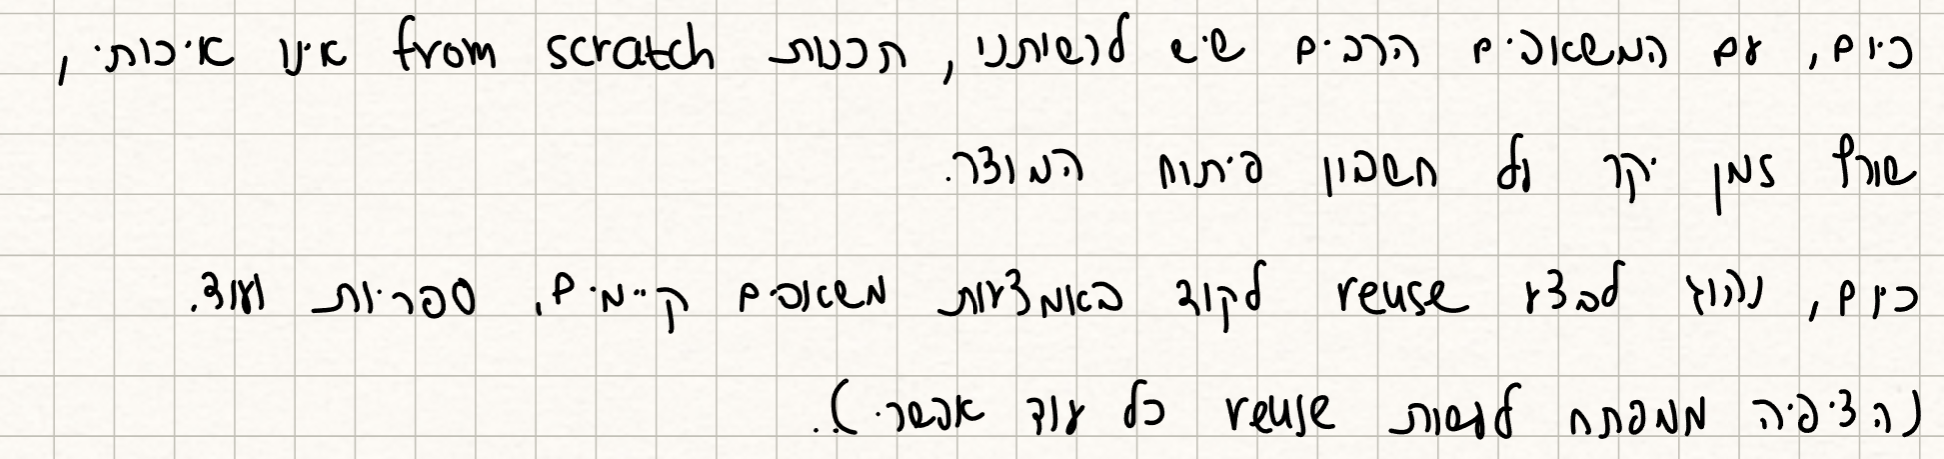 כיום, עם המשאבים הרבים שיש לרשותנו, תכנות from scratch אינו איכותי,
שורף זמן יקר ועל חשבון פיתוח המוצר.
כיום, נהוג לבצע reuse לקוד באמצעות משאבים קיימים, ספריות ועוד.
(הציפיה ממפתח לעשות reuse כל עוד אפשר.).